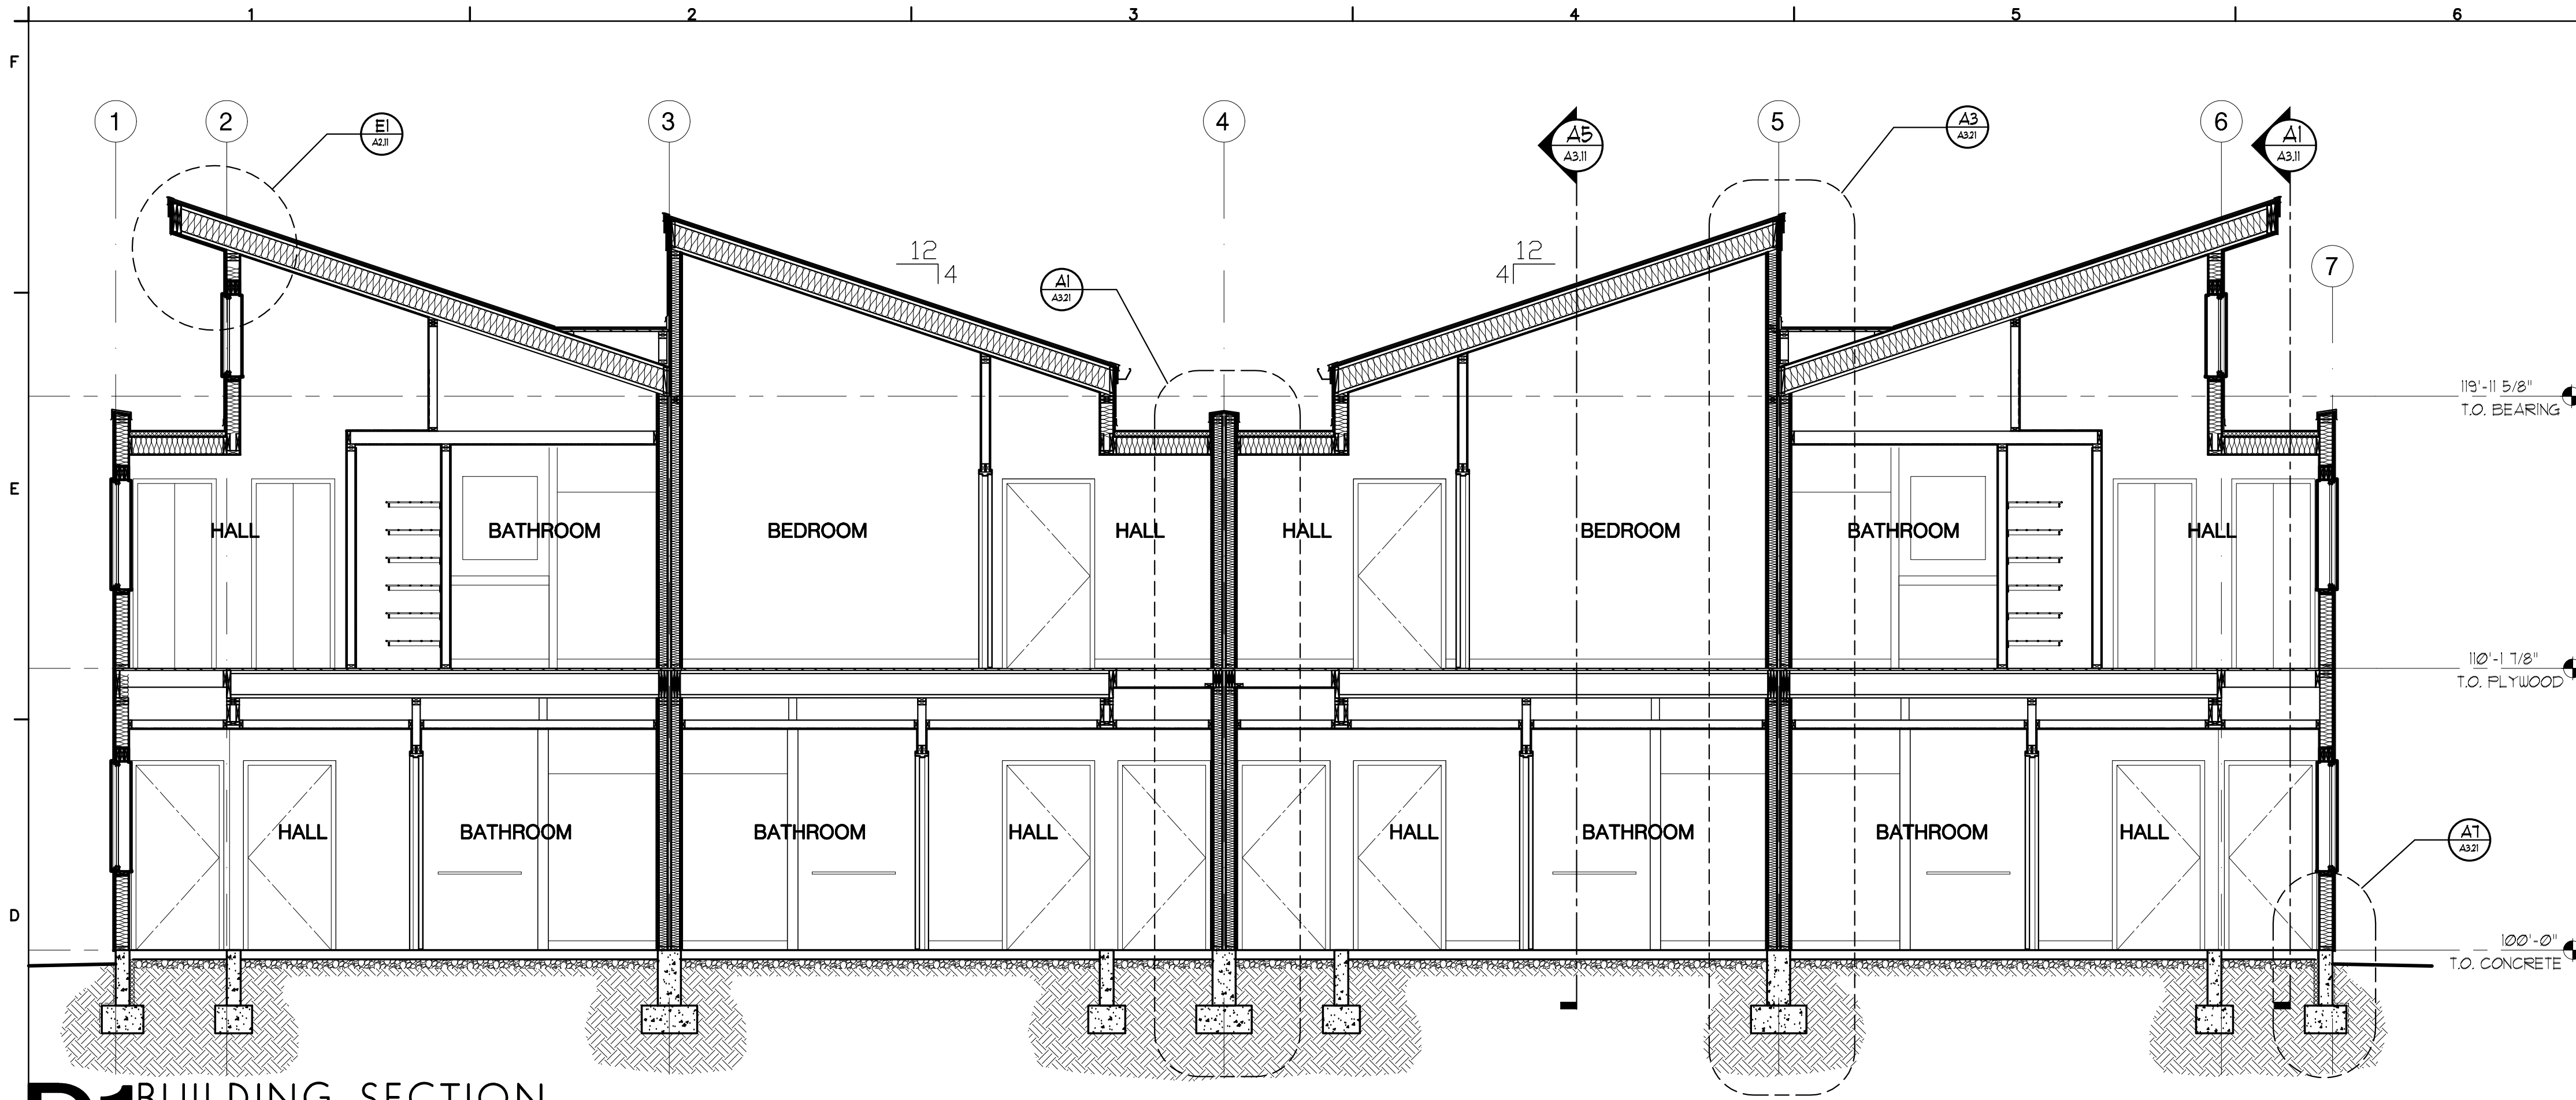 1 2 3 4 5 6
F
1 2 3 4 5 6
E1
A2.11
A5
A3.11
A3
A3.21
A1
A3.11
12
4
12
4
A1
A3.21
7
119'-11 5/8"
T.O. BEARING
E
HALL BATHROOM BEDROOM HALL HALL BEDROOM BATHROOM HALL
110'-1 7/8"
T.O. PLYWOOD
HALL BATHROOM BATHROOM HALL HALL BATHROOM BATHROOM HALL
A7
A3.21
D
100'-0"
T.O. CONCRETE
D1 BUILDING SECTION